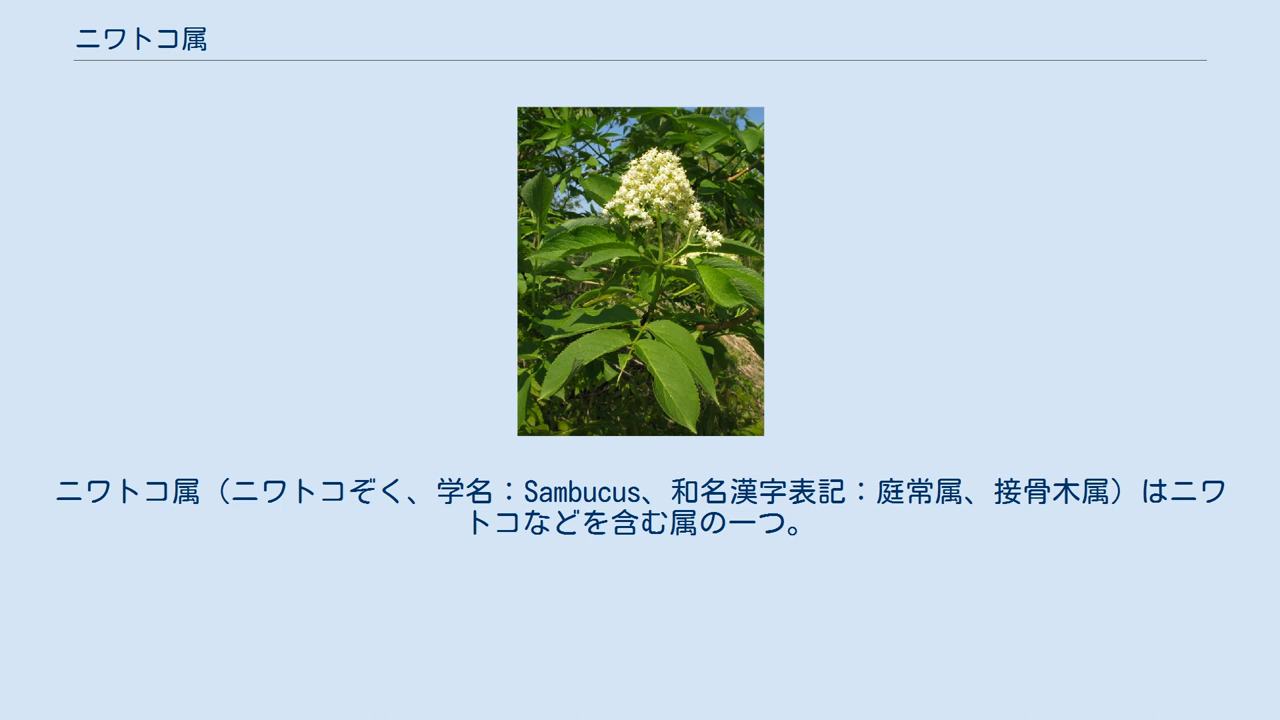 ニワトコ属
ニワトコ属（ニワトコぞく、学名：Sambucus、和名漢字表記：庭常属、接骨木属）はニワ
トコなどを含む属の一つ。